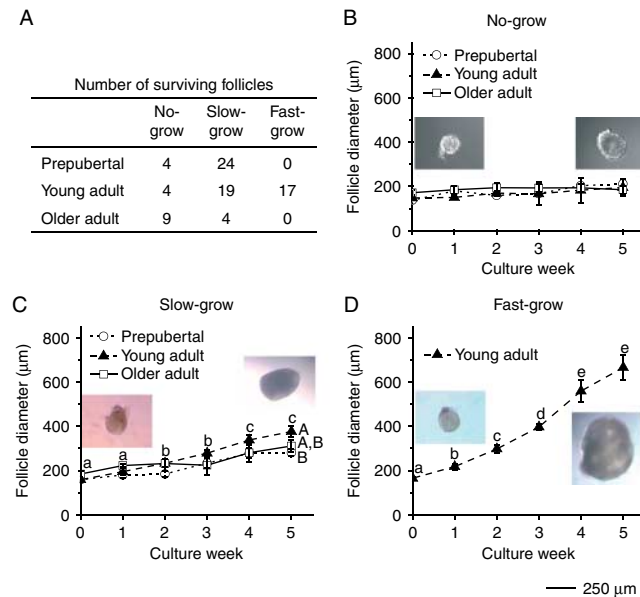 A
Number of surviving follicles
No-grow Slow-grow Fast-grow
Prepubertal 4 24 0
Young adult 4 19 17
Older adult 9 4 0
B
No-grow
Follicle diameter (μm)
800
600
400
200
0
Prepubertal
Young adult
Older adult
0 1 2 3 4 5
Culture week
C
Slow-grow
Follicle diameter (μm)
800
600
400
200
0
Prepubertal
Young adult
Older adult
a a b b c c
A
A,B
B
0 1 2 3 4 5
Culture week
D
Fast-grow
Follicle diameter (μm)
800
600
400
200
0
Young adult
a b c d e e
0 1 2 3 4 5
Culture week
250 μm